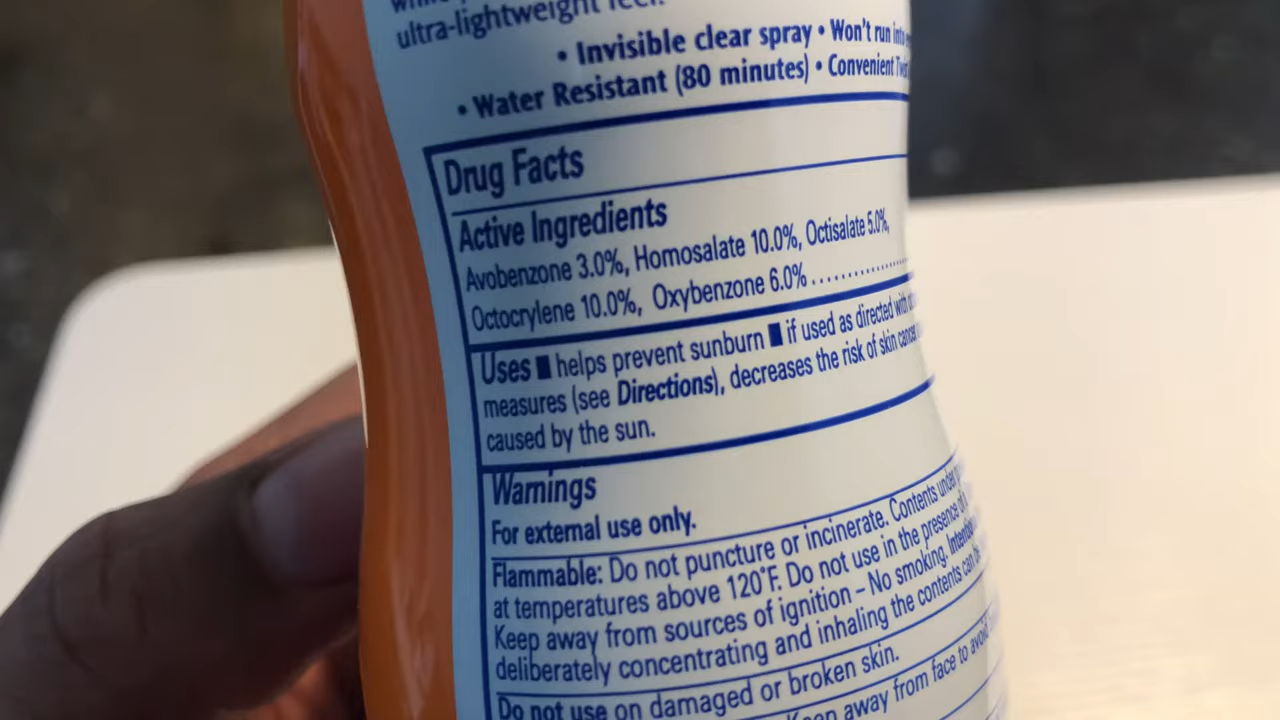 ultra-lightweight feel.
• Invisible clear spray • Won't run into
• Water Resistant (80 minutes) • Convenient
Drug Facts
Active Ingredients
Avobenzone 3.0%, Homosalate 10.0%, Octisalate 5.0%,
Octocrylene 10.0%, Oxybenzone 6.0%..............
Uses ■ helps prevent sunburn ■ if used as directed with
measures (see Directions), decreases the risk of skin cancer
caused by the sun.
Warnings
For external use only.
Flammable: Do not puncture or incinerate. Contents under
at temperatures above 120°F. Do not use in the presence of
Keep away from sources of ignition – No smoking.
deliberately concentrating and inhaling the contents can be
Do not use on damaged or broken skin.
Keep away from face to avoid